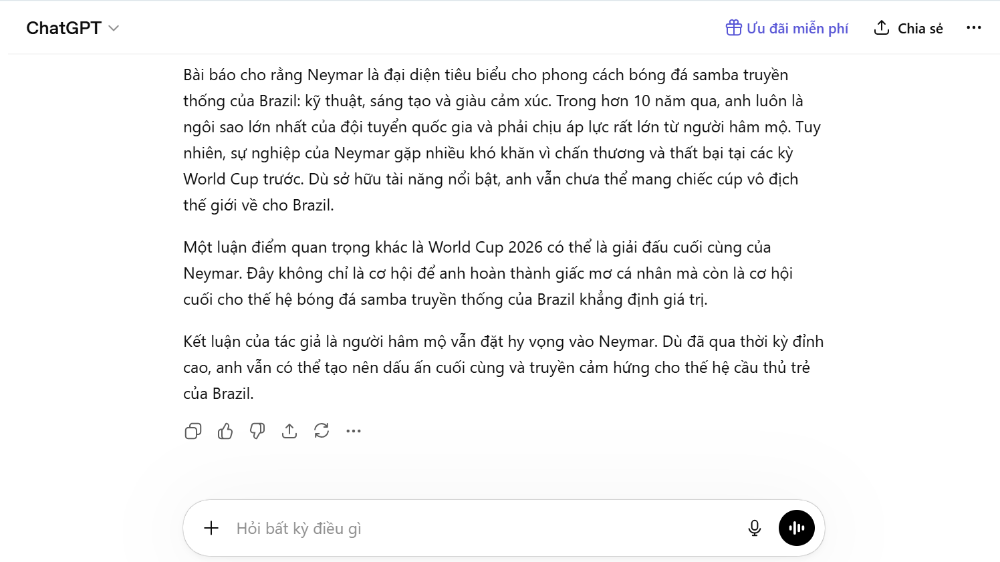 ChatGPT
Ưu đãi miễn phí
Chia sẻ
Bài báo cho rằng Neymar là đại diện tiêu biểu cho phong cách bóng đá samba truyền
thống của Brazil: kỹ thuật, sáng tạo và giàu cảm xúc. Trong hơn 10 năm qua, anh luôn là
ngôi sao lớn nhất của đội tuyển quốc gia và phải chịu áp lực rất lớn từ người hâm mộ. Tuy
nhiên, sự nghiệp của Neymar gặp nhiều khó khăn vì chấn thương và thất bại tại các kỳ
World Cup trước. Dù sở hữu tài năng nổi bật, anh vẫn chưa thể mang chiếc cúp vô địch
thế giới về cho Brazil.
Một luận điểm quan trọng khác là World Cup 2026 có thể là giải đấu cuối cùng của
Neymar. Đây không chỉ là cơ hội để anh hoàn thành giấc mơ cá nhân mà còn là cơ hội
cuối cho thế hệ bóng đá samba truyền thống của Brazil khẳng định giá trị.
Kết luận của tác giả là người hâm mộ vẫn đặt hy vọng vào Neymar. Dù đã qua thời kỳ đỉnh
cao, anh vẫn có thể tạo nên dấu ấn cuối cùng và truyền cảm hứng cho thế hệ cầu thủ trẻ
của Brazil.
Hỏi bất kỳ điều gì